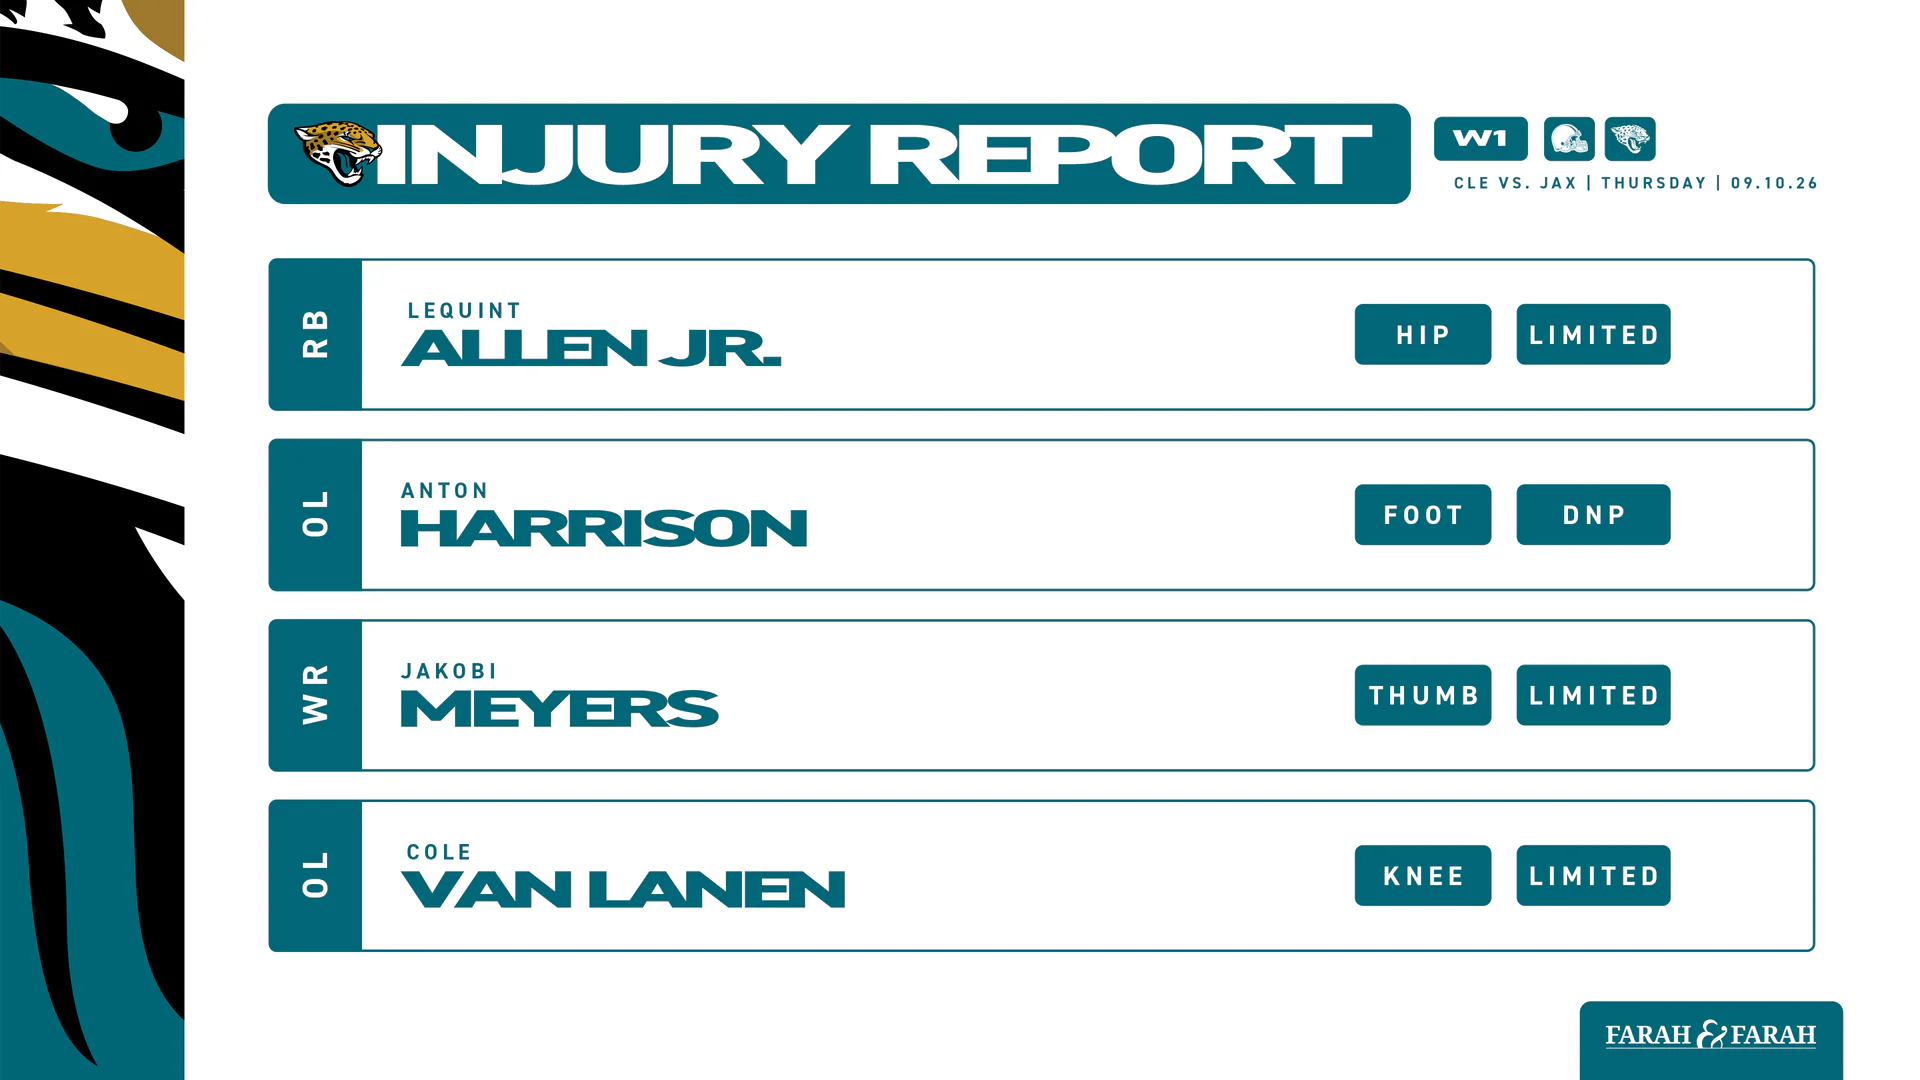 INJURY REPORT
W1
CLE VS. JAX | THURSDAY | 09.10.26
RB
LEQUINT
ALLEN JR.
HIP
LIMITED
OL
ANTON
HARRISON
FOOT
DNP
WR
JAKOBI
MEYERS
THUMB
LIMITED
OL
COLE
VAN LANEN
KNEE
LIMITED
FARAH & FARAH